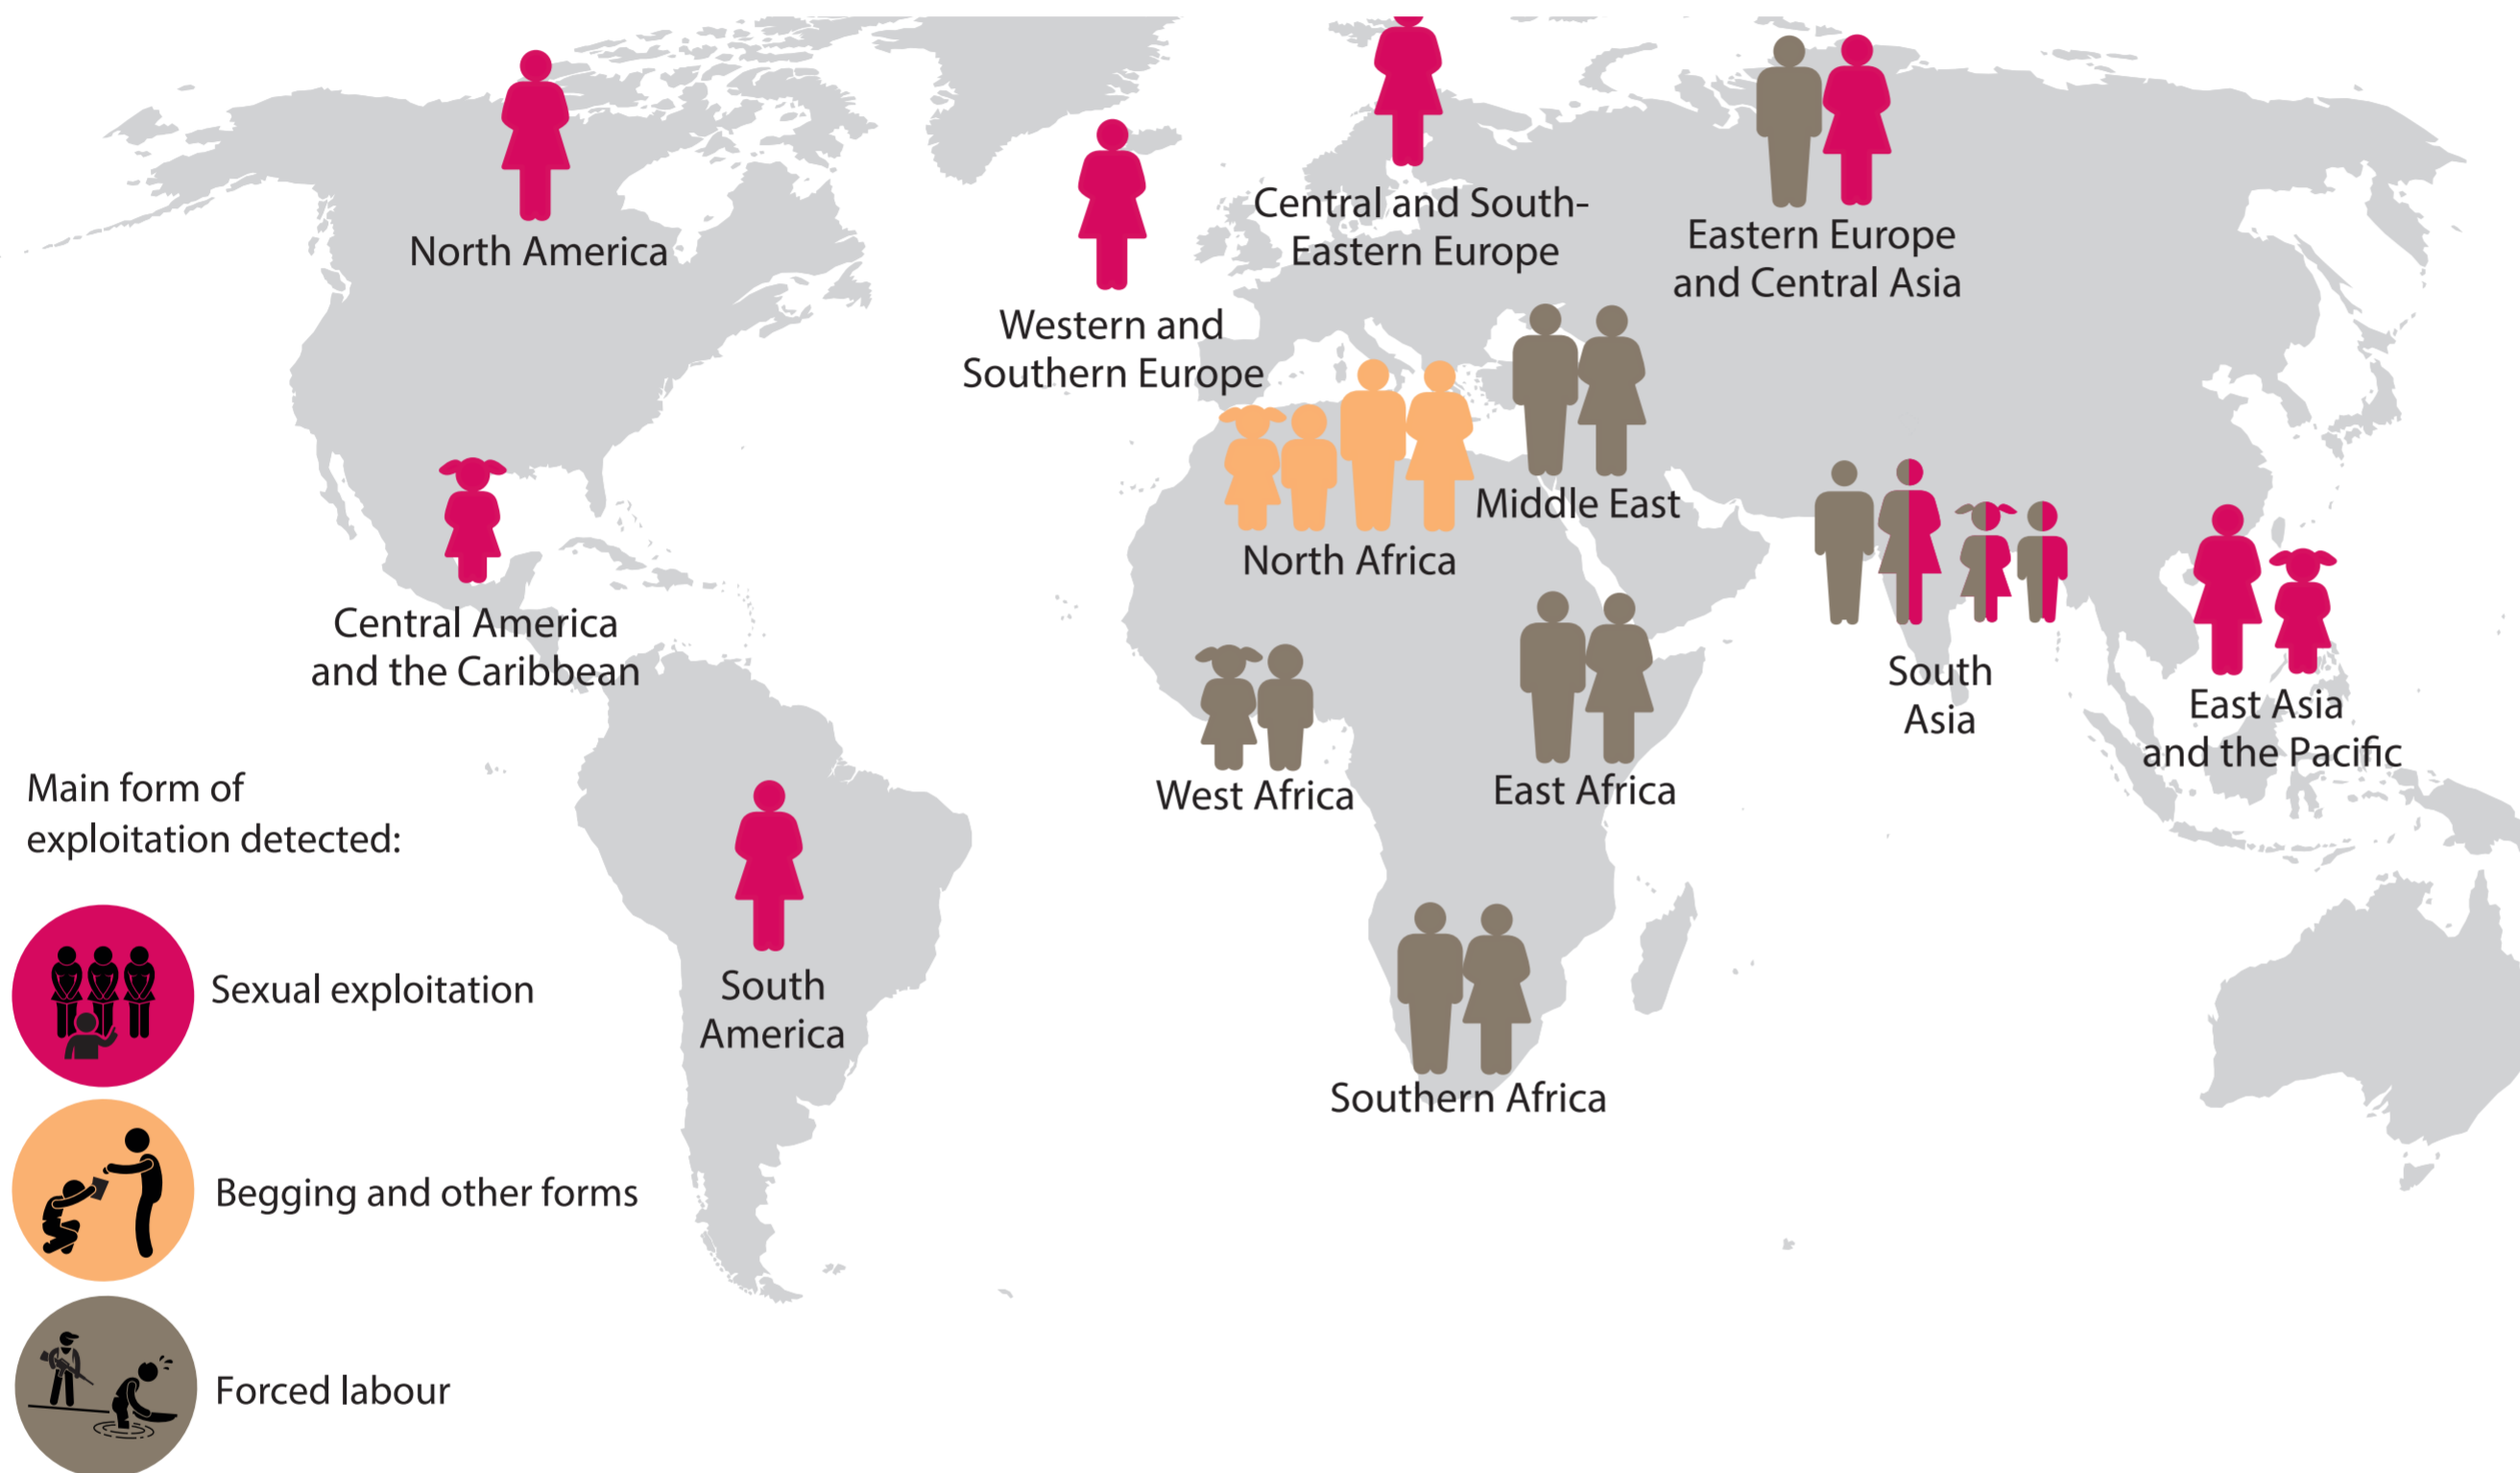 North America
Western and
Southern Europe
Central and South-
Eastern Europe
Eastern Europe
and Central Asia
Central America
and the Caribbean
North Africa
Middle East
South
Asia
East Asia
and the Pacific
West Africa
East Africa
South
America
Southern Africa
Main form of
exploitation detected:
Sexual exploitation
Begging and other forms
Forced labour